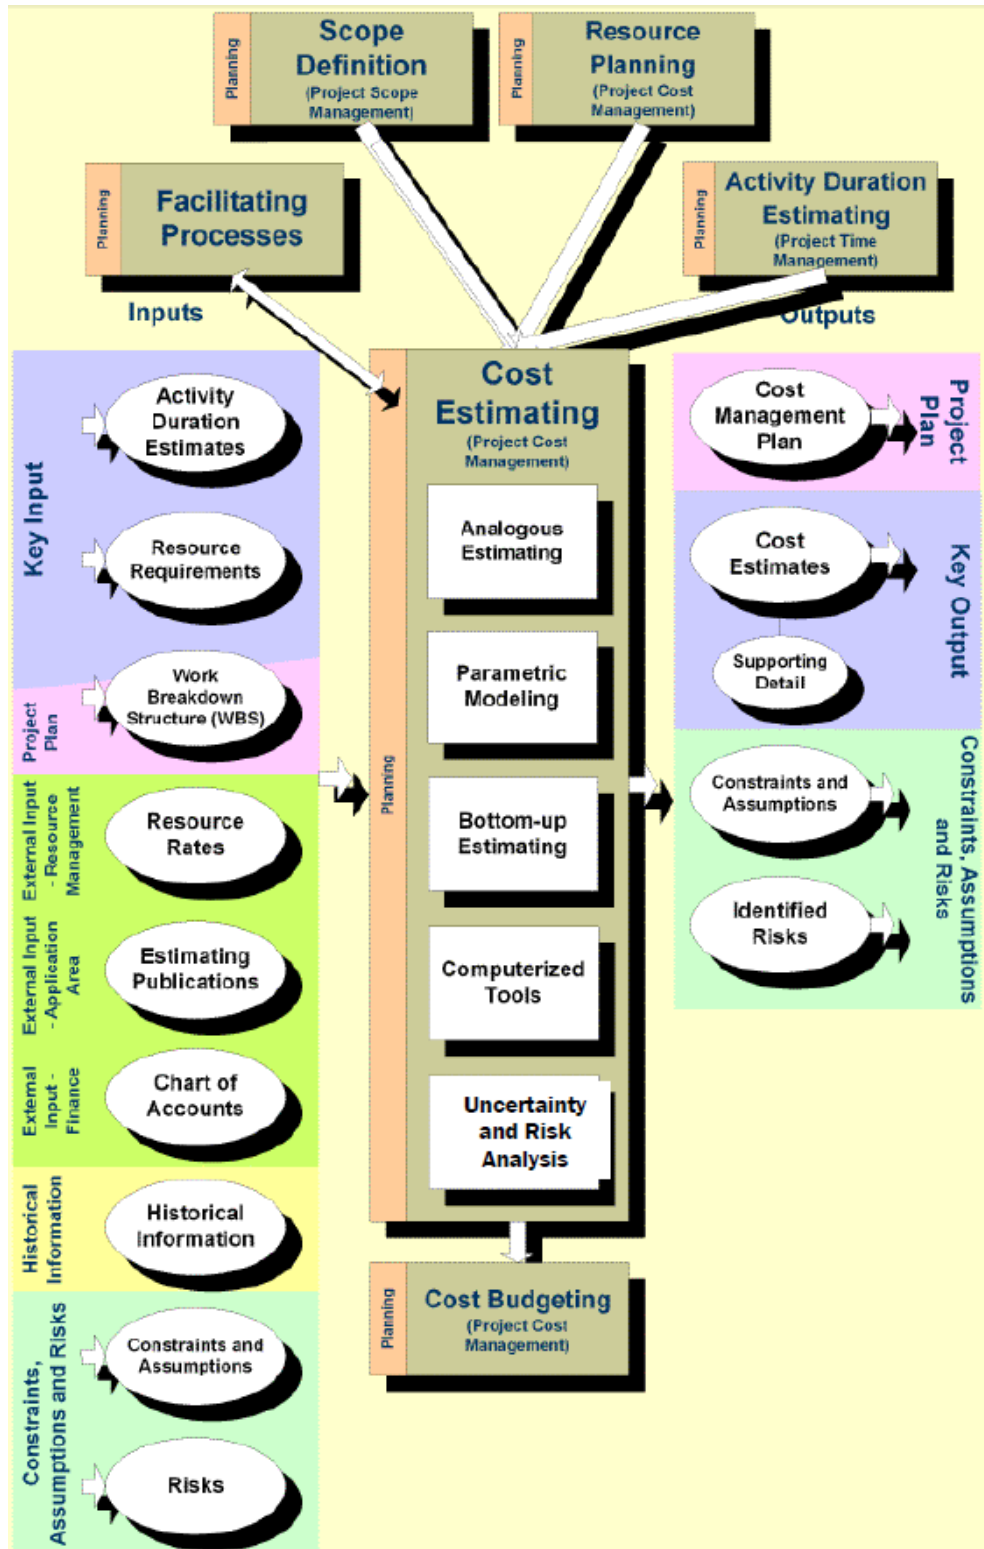 Planning
Scope
Definition
(Project Scope
Management)
Planning
Resource
Planning
(Project Cost
Management)
Planning
Facilitating
Processes
Planning
Activity Duration
Estimating
(Project Time
Management)
Inputs
Outputs
Key Input
Activity
Duration
Estimates
Resource
Requirements
Project
Plan
Work
Breakdown
Structure (WBS)
External Input
- Resource
Management
Resource
Rates
External Input
- Application
Area
Estimating
Publications
External
Input -
Finance
Chart of
Accounts
Historical
Information
Historical
Information
Constraints,
Assumptions and Risks
Constraints and
Assumptions
Risks
Planning
Cost
Estimating
(Project Cost
Management)
Analogous
Estimating
Parametric
Modeling
Bottom-up
Estimating
Computerized
Tools
Uncertainty
and Risk
Analysis
Planning
Cost Budgeting
(Project Cost
Management)
Cost
Management
Plan
Project
Plan
Cost
Estimates
Supporting
Detail
Key Output
Constraints and
Assumptions
Identified
Risks
Constraints, Assumptions
and Risks